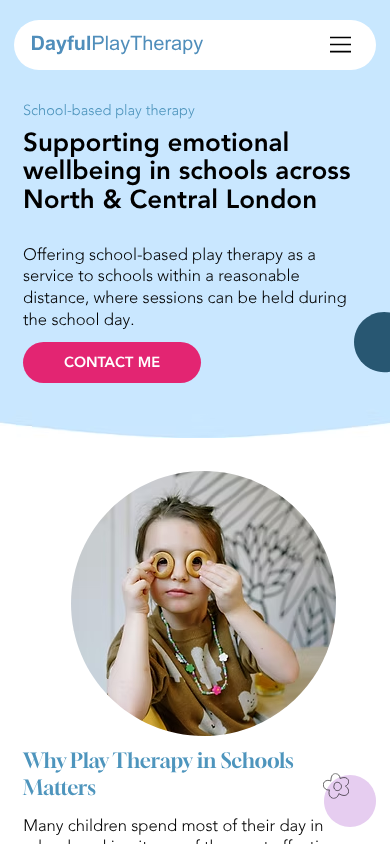 DayfulPlayTherapy
School-based play therapy
Supporting emotional
wellbeing in schools across
North & Central London
Offering school-based play therapy as a
service to schools within a reasonable
distance, where sessions can be held during
the school day.
CONTACT ME
Why Play Therapy in Schools
Matters
Many children spend most of their day in